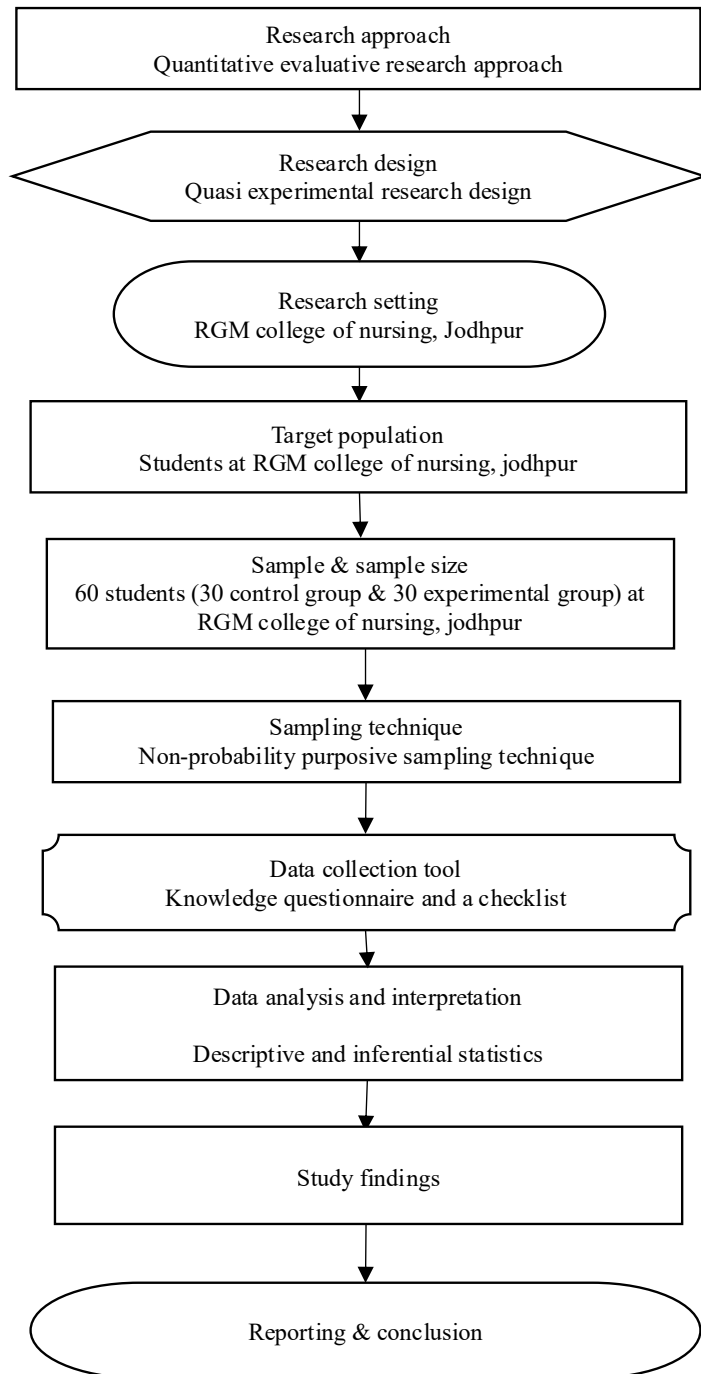 Research approach
Quantitative evaluative research approach
Research design
Quasi experimental research design
Research setting
RGM college of nursing, Jodhpur
Target population
Students at RGM college of nursing, jodhpur
Sample & sample size
60 students (30 control group & 30 experimental group) at
RGM college of nursing, jodhpur
Sampling technique
Non-probability purposive sampling technique
Data collection tool
Knowledge questionnaire and a checklist
Data analysis and interpretation
Descriptive and inferential statistics
Study findings
Reporting & conclusion